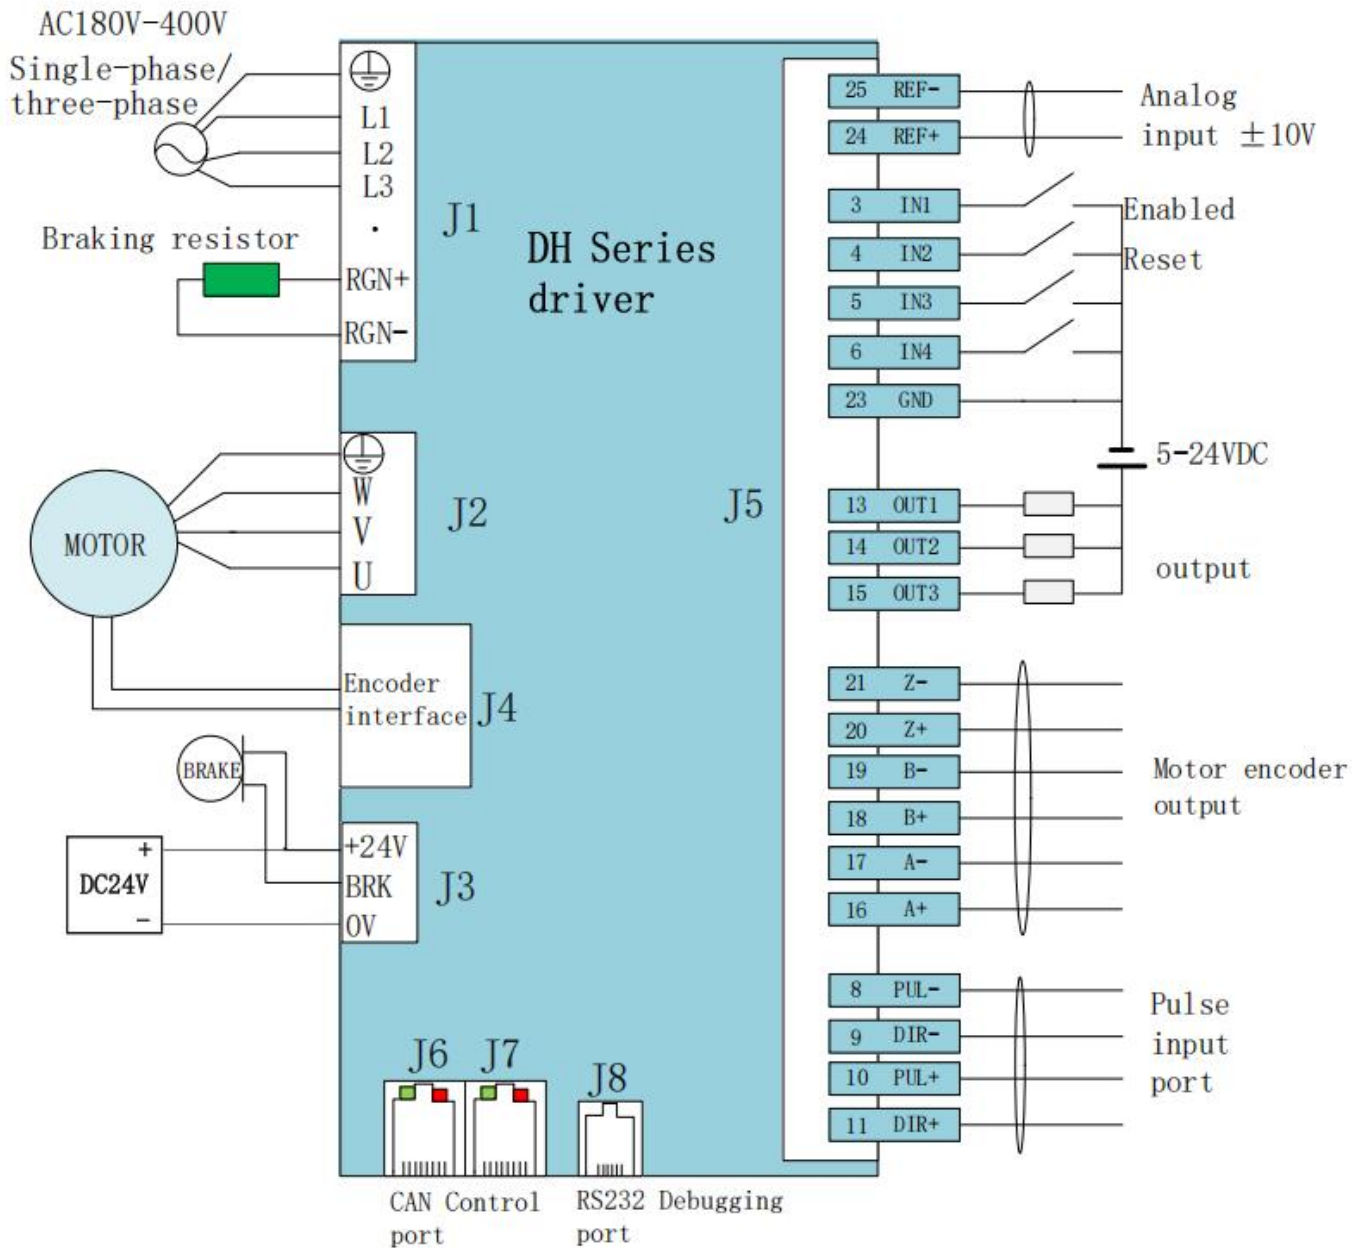 AC180V-400V
Single-phase/
three-phase
L1
L2
L3
J1
Braking resistor
RGN+
RGN-
DH Series
driver
MOTOR
W
V
U
J2
Encoder
interface
J4
BRAKE
DC24V
+
-
+24V
BRK
0V
J3
J5
25 REF-
24 REF+
Analog
input ±10V
3 IN1
Enabled
4 IN2
Reset
5 IN3
6 IN4
23 GND
5-24VDC
13 OUT1
14 OUT2
15 OUT3
output
21 Z-
20 Z+
19 B-
18 B+
17 A-
16 A+
Motor encoder
output
8 PUL-
9 DIR-
10 PUL+
11 DIR+
Pulse
input
port
J6
J7
J8
CAN Control
port
RS232 Debugging
port